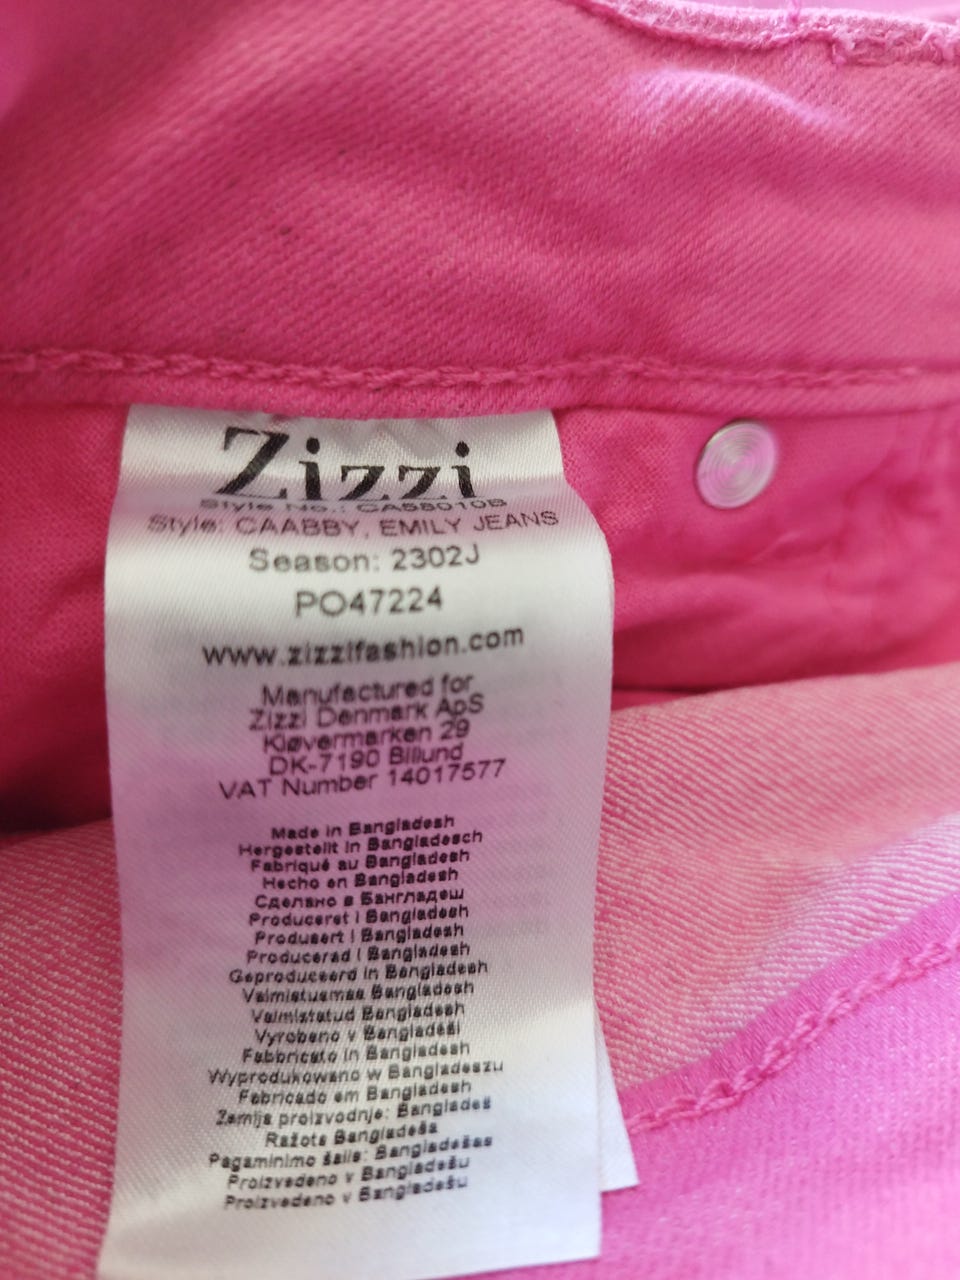 Zizzi
Style No.: CA58010B
Style: CAABBY, EMILY JEANS
Season: 2302J
PO47224
www.zizzifashion.com
Manufactured for
Zizzi Denmark ApS
Kløvermarken 29
DK-7190 Billund
VAT Number 14017577
Made in Bangladesh
Hergestellt in Bangladesch
Fabriqué au Bangladesh
Hecho en Bangladesh
Сделано в Бангладеш
Produceret i Bangladesh
Produsert i Bangladesh
Producerad i Bangladesh
Geproduceerd in Bangladesh
Valmistusmaa Bangladesh
Valmistatud Bangladesh
Vyrobeno v Bangladéši
Fabbricato in Bangladesh
Wyprodukowano w Bangladeszu
Fabricado em Bangladesh
Zemlja proizvodnje: Bangladeš
Ražots Bangladeša
Pagaminimo šalis: Bangladešas
Proizvedeno v Bangladešu
Proizvedeno v Bangladešu